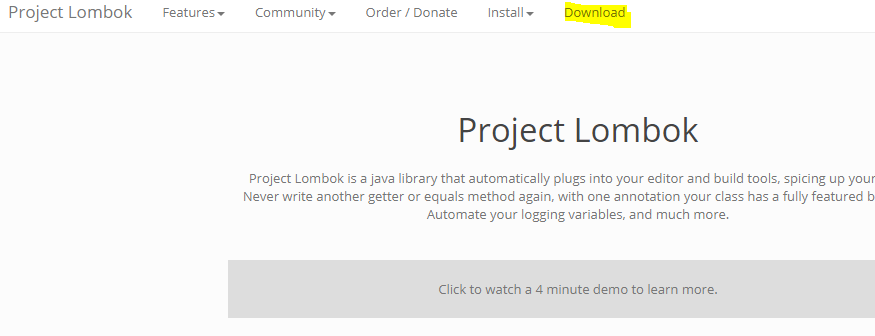 Project Lombok Features Community Order / Donate Install Download
Project Lombok
Project Lombok is a java library that automatically plugs into your editor and build tools, spicing up your
Never write another getter or equals method again, with one annotation your class has a fully featured b
Automate your logging variables, and much more.
Click to watch a 4 minute demo to learn more.